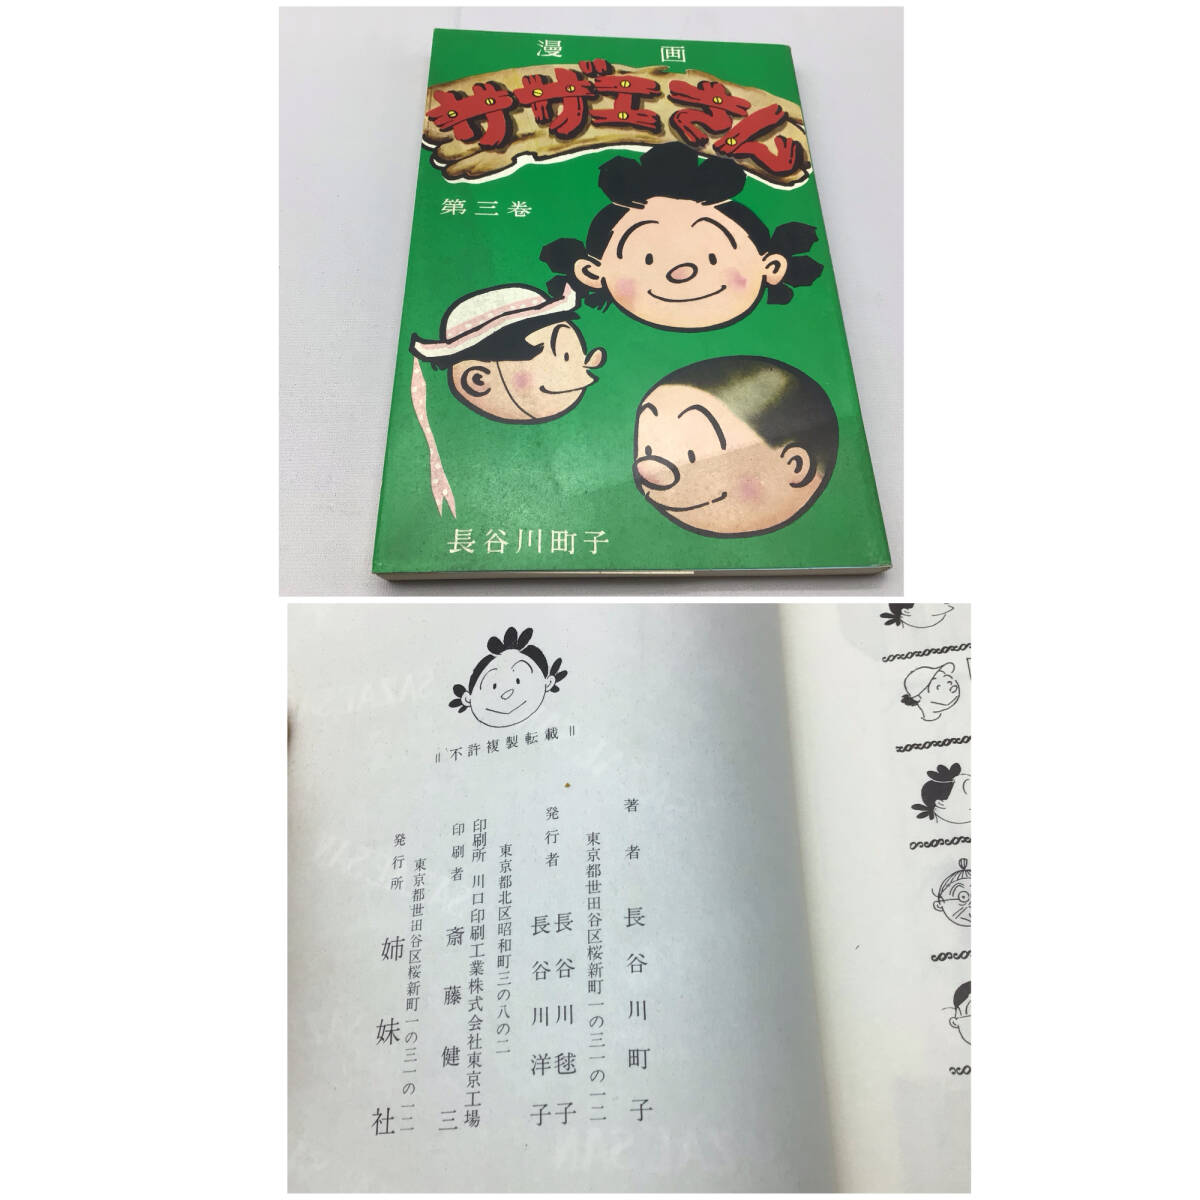 漫画
サザエさん
第三巻
長谷川町子
=不許複製転載=
著者 長谷川町子
東京都世田谷区桜新町一の三一の一二
発行者 長谷川毬子
長谷川洋子
東京都北区昭和町三の八の二
印刷所 川口印刷工業株式会社東京工場
印刷者 斎藤健三
東京都世田谷区桜新町一の三一の一二
発行所 姉妹社